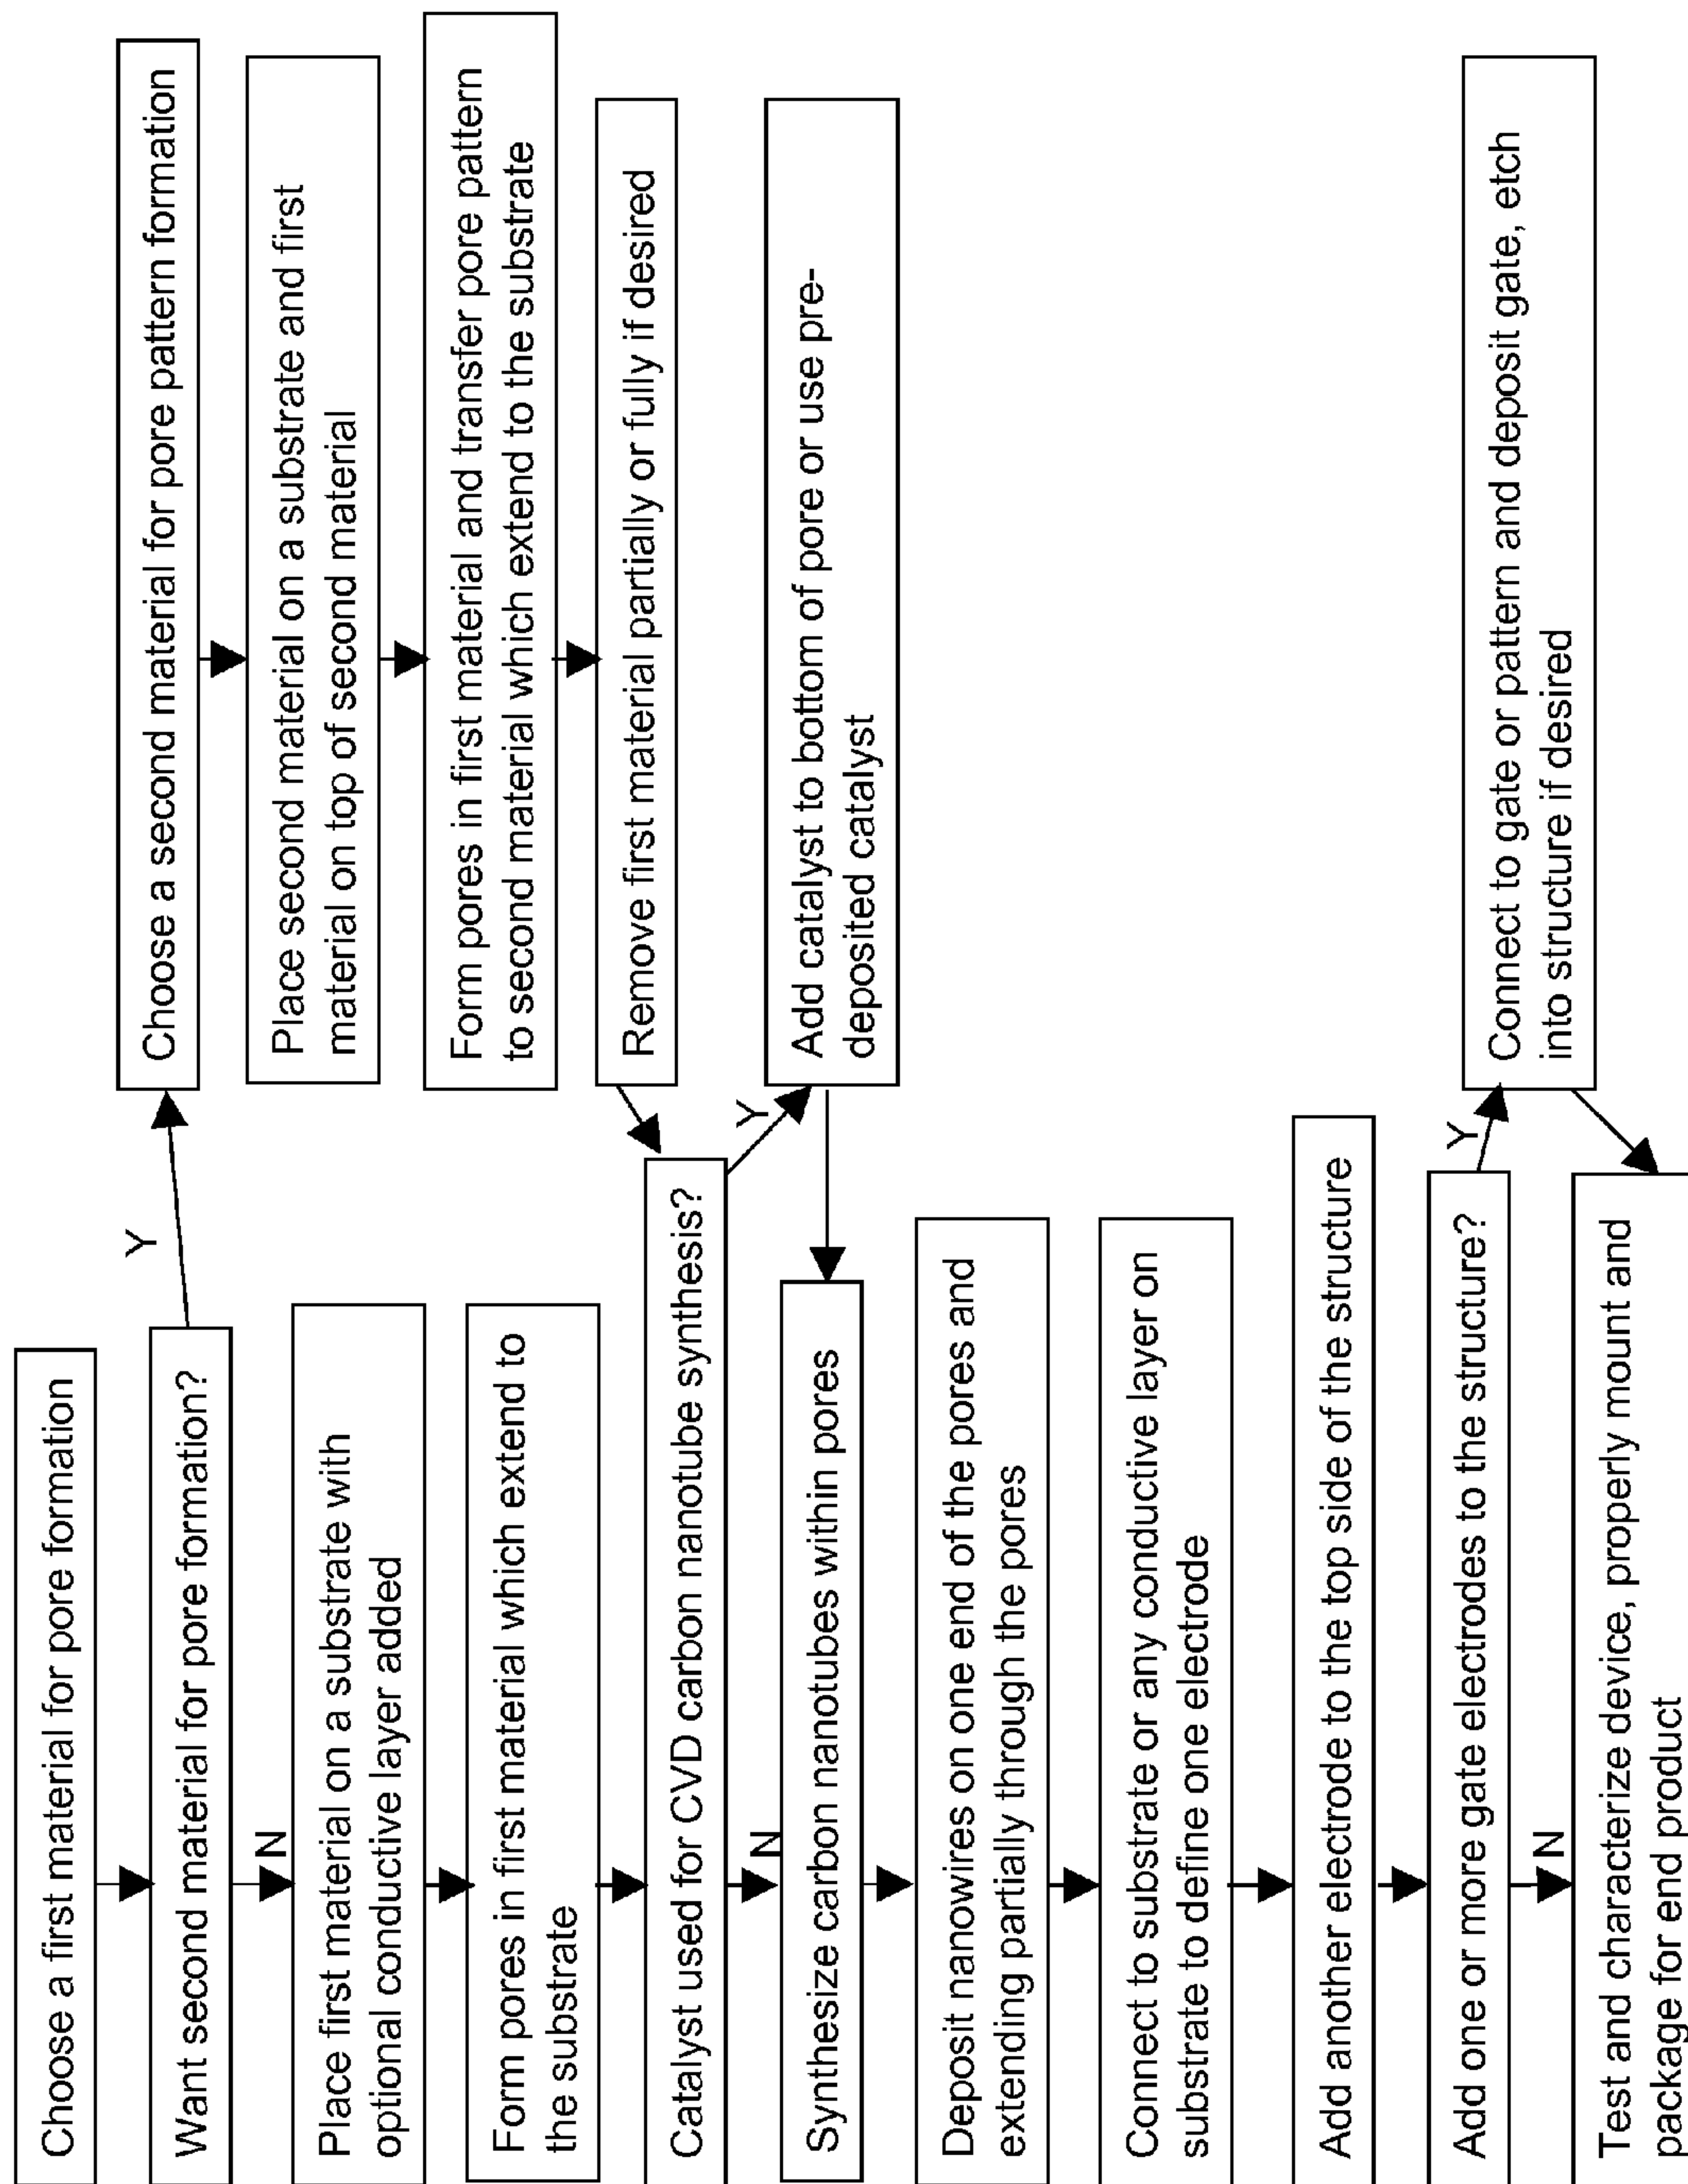 Choose a first material for pore formation
Want second material for pore formation?
Y
Choose a second material for pore pattern formation
Place second material on a substrate and first
material on top of second material
Form pores in first material and transfer pore pattern
to second material which extend to the substrate
Remove first material partially or fully if desired
N
Place first material on a substrate with
optional conductive layer added
Form pores in first material which extend to
the substrate
Catalyst used for CVD carbon nanotube synthesis?
Y
Add catalyst to bottom of pore or use pre-
deposited catalyst
N
Synthesize carbon nanotubes within pores
Deposit nanowires on one end of the pores and
extending partially through the pores
Connect to substrate or any conductive layer on
substrate to define one electrode
Add another electrode to the top side of the structure
Add one or more gate electrodes to the structure?
Y
Connect to gate or pattern and deposit gate, etch
into structure if desired
N
Test and characterize device, properly mount and
package for end product